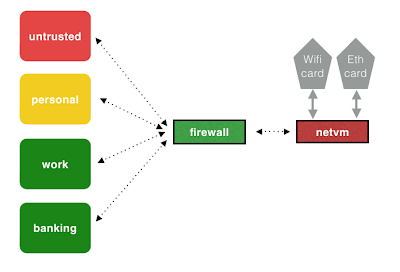 untrusted
personal
work
banking
firewall
netvm
Wifi
card
Eth
card